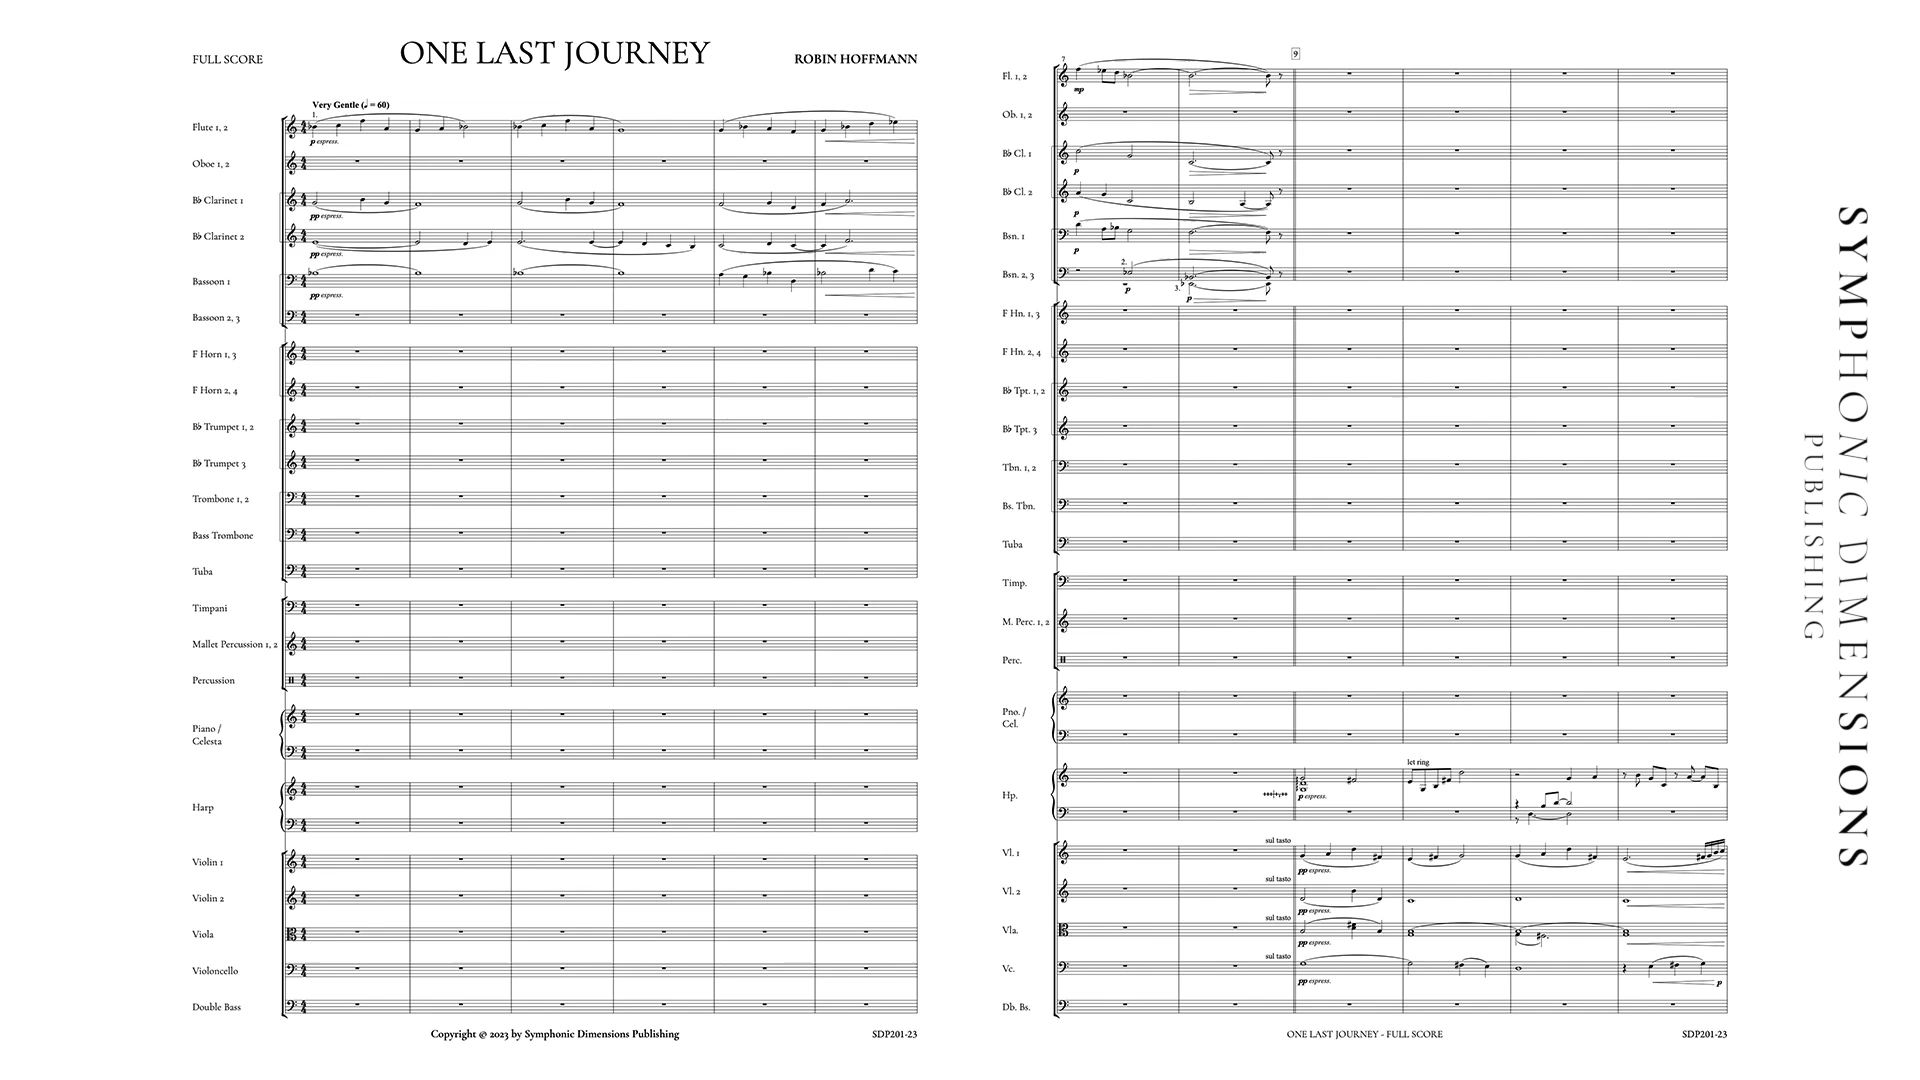 FULL SCORE
ONE LAST JOURNEY
ROBIN HOFFMANN
Very Gentle (♩ = 60)
1.
Flute 1, 2
p espress.
Oboe 1, 2
B♭ Clarinet 1
pp espress.
B♭ Clarinet 2
pp espress.
Bassoon 1
pp espress.
Bassoon 2, 3
F Horn 1, 3
F Horn 2, 4
B♭ Trumpet 1, 2
B♭ Trumpet 3
Trombone 1, 2
Bass Trombone
Tuba
Timpani
Mallet Percussion 1, 2
Percussion
Piano /
Celesta
Harp
Violin 1
Violin 2
Viola
Violoncello
Double Bass
Copyright @ 2023 by Symphonic Dimensions Publishing
SDP201-23
7
9
Fl. 1, 2
mp
Ob. 1, 2
B♭ Cl. 1
p
B♭ Cl. 2
p
Bsn. 1
p
2.
Bsn. 2, 3
p
3.
p
F Hn. 1, 3
F Hn. 2, 4
B♭ Tpt. 1, 2
B♭ Tpt. 3
Tbn. 1, 2
Bs. Tbn.
Tuba
Timp.
M. Perc. 1, 2
Perc.
Pno. /
Cel.
let ring
Hp.
p espress.
sul tasto
Vl. 1
pp espress.
sul tasto
Vl. 2
pp espress.
sul tasto
Vla.
pp espress.
sul tasto
Vc.
pp espress.
p
Db. Bs.
ONE LAST JOURNEY - FULL SCORE
SDP201-23
SYMPHONIC DIMENSIONS
PUBLISHING